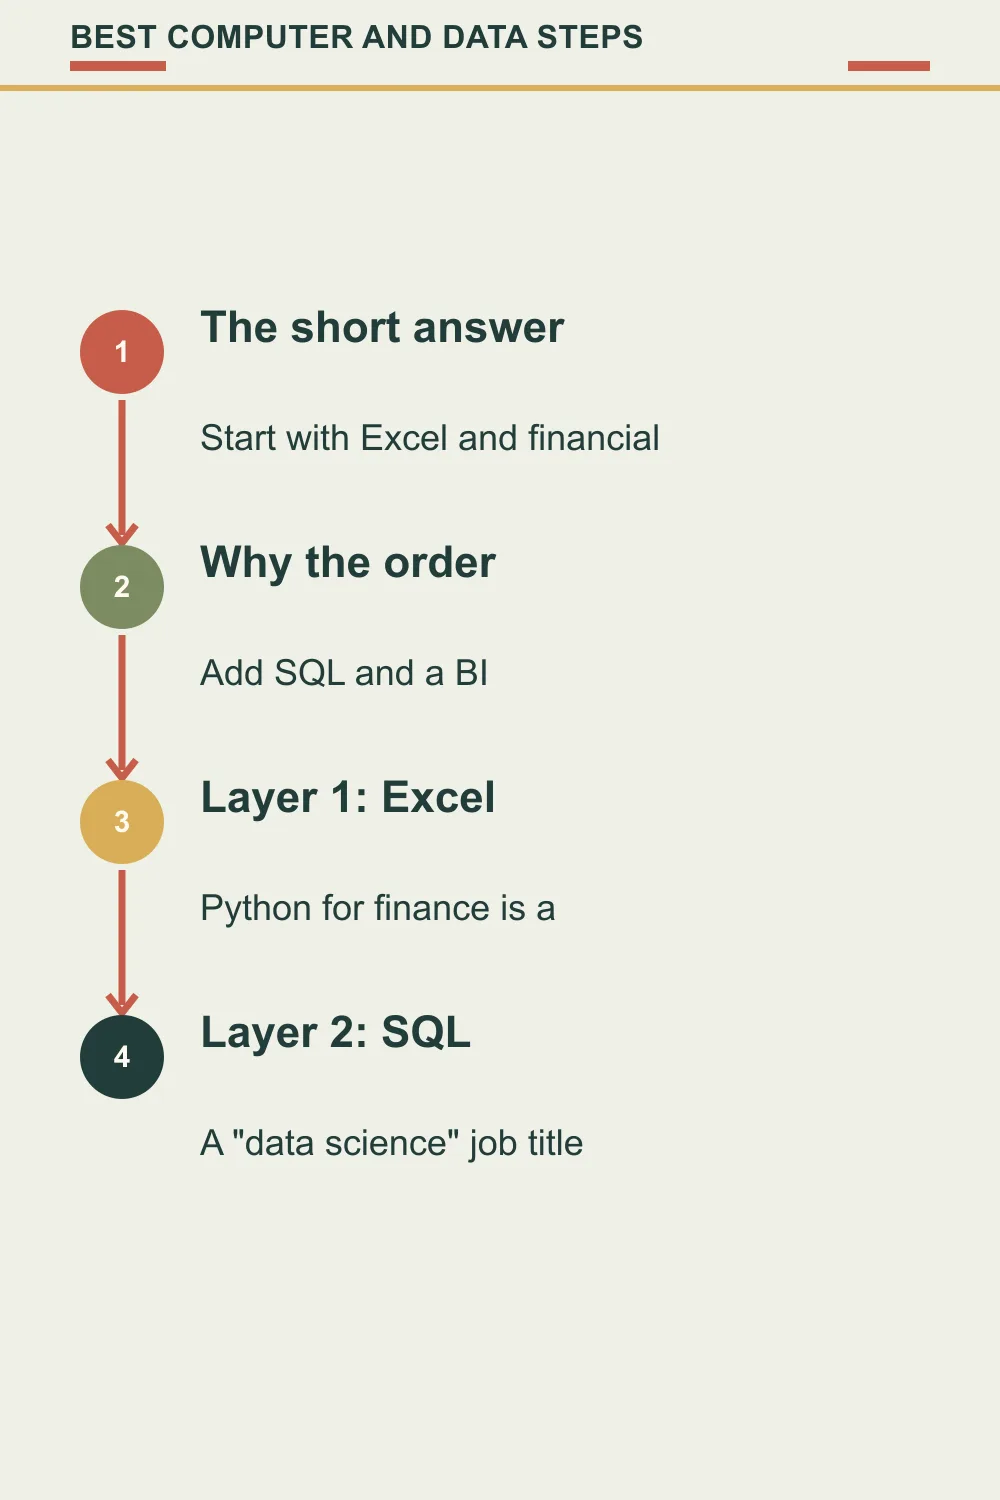 BEST COMPUTER AND DATA STEPS
1
The short answer
Start with Excel and financial
2
Why the order
Add SQL and a BI
3
Layer 1: Excel
Python for finance is a
4
Layer 2: SQL
A "data science" job title